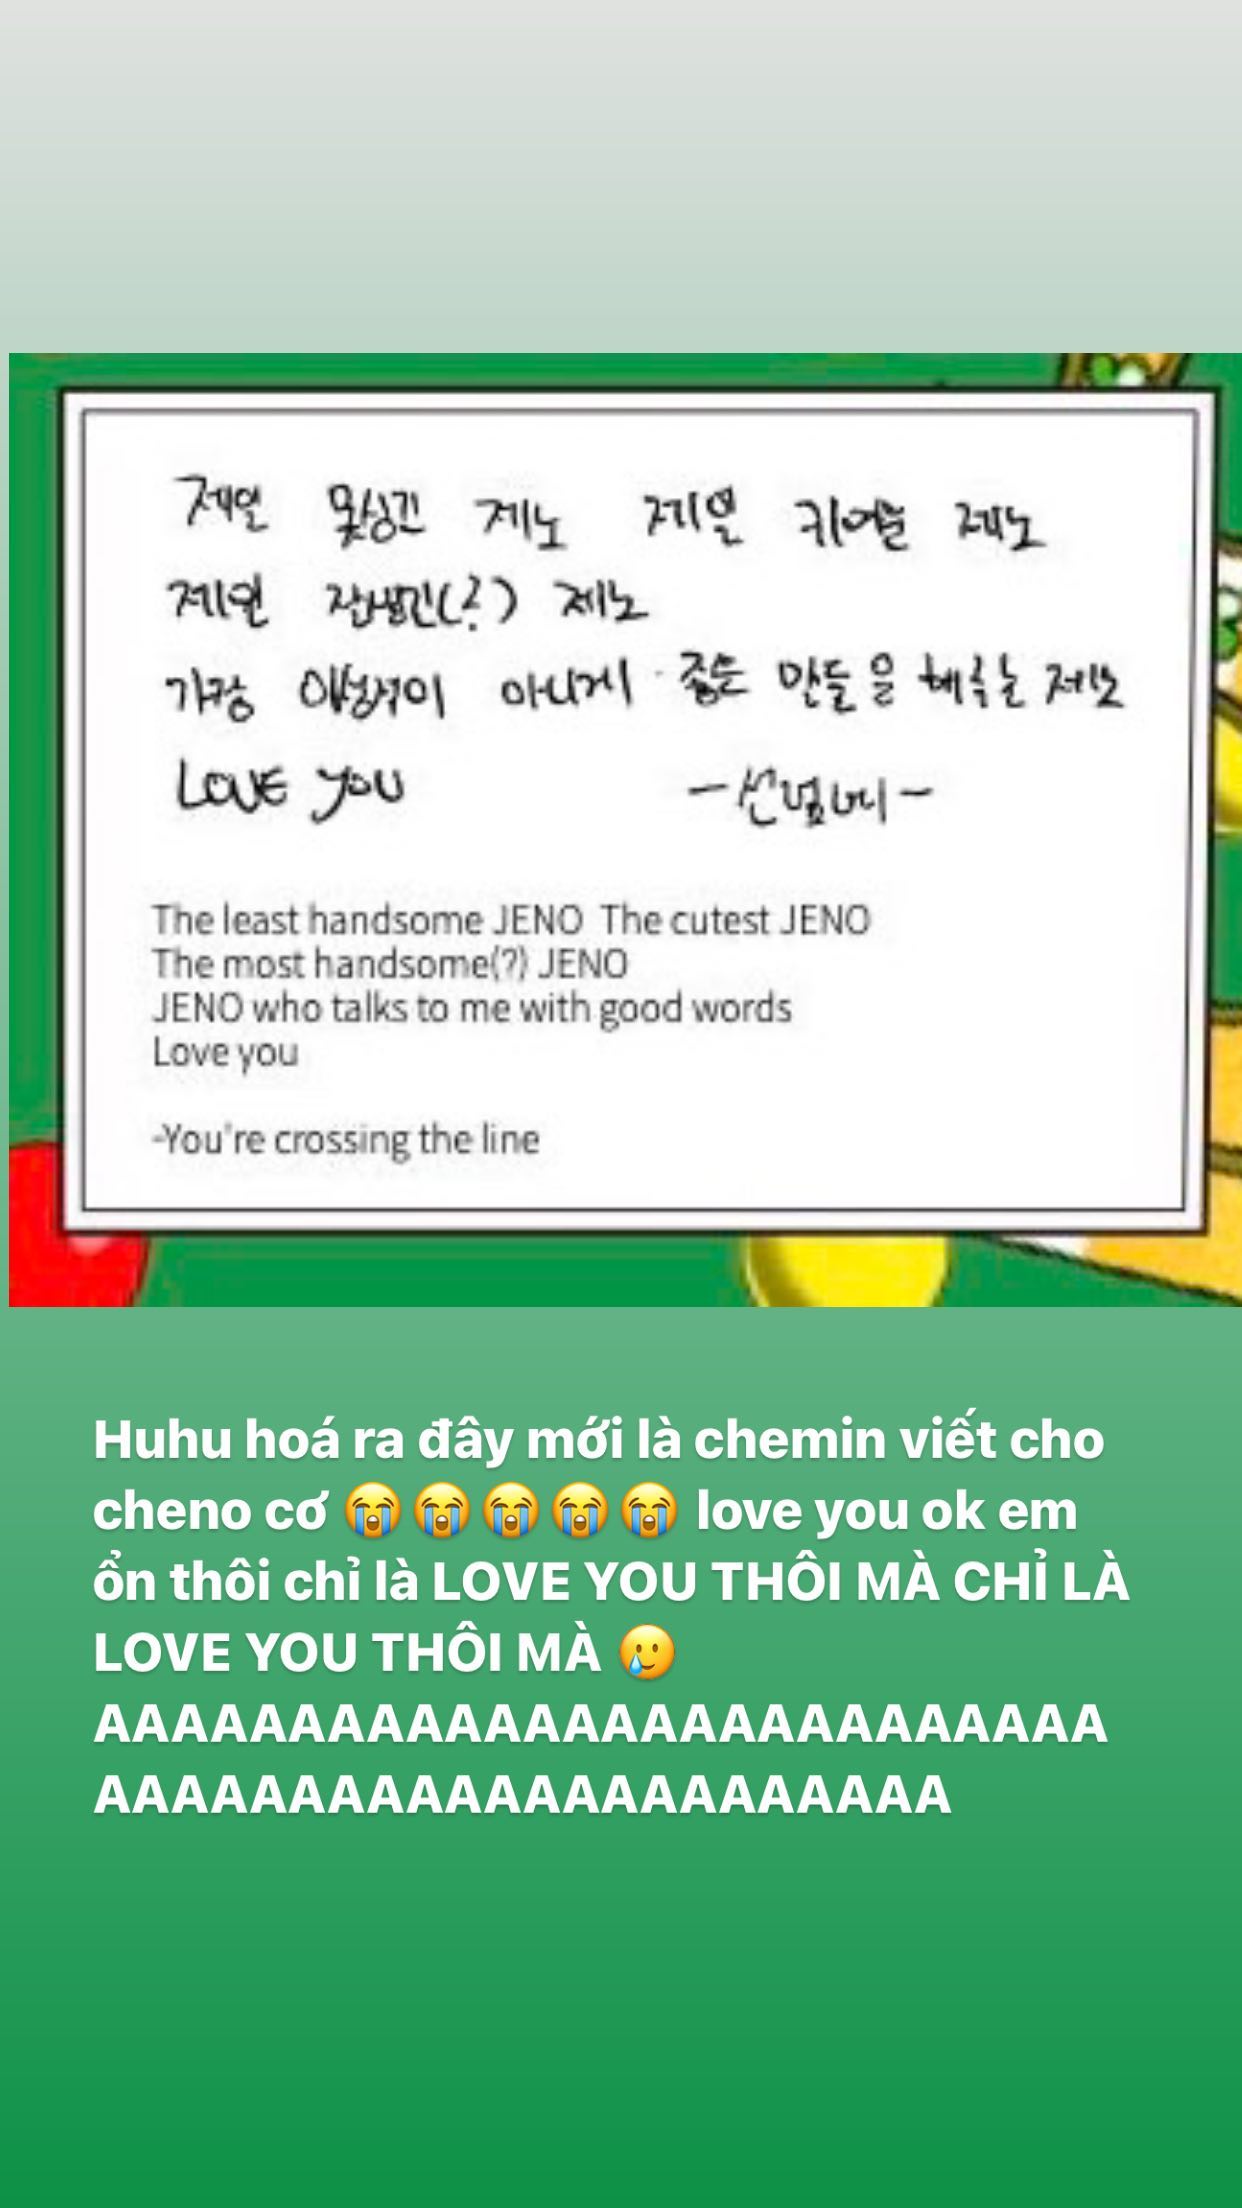 제일 못생긴 제노 제일 귀여운 제노
제일 잘생긴(?) 제노
가장 아니게 좋은 말들을 해주는 제노
LOVE YOU -선넘네-
The least handsome JENO The cutest JENO
The most handsome(?) JENO
JENO who talks to me with good words
Love you
-You're crossing the line
Huhu hoá ra đây mới là chemin viết cho
cheno cơ 😭😭😭😭😭 love you ok em
ổn thôi chỉ là LOVE YOU THÔI MÀ CHỈ LÀ
LOVE YOU THÔI MÀ 🥲
AAAAAAAAAAAAAAAAAAAAAAAAAA
AAAAAAAAAAAAAAAAAAAAAA